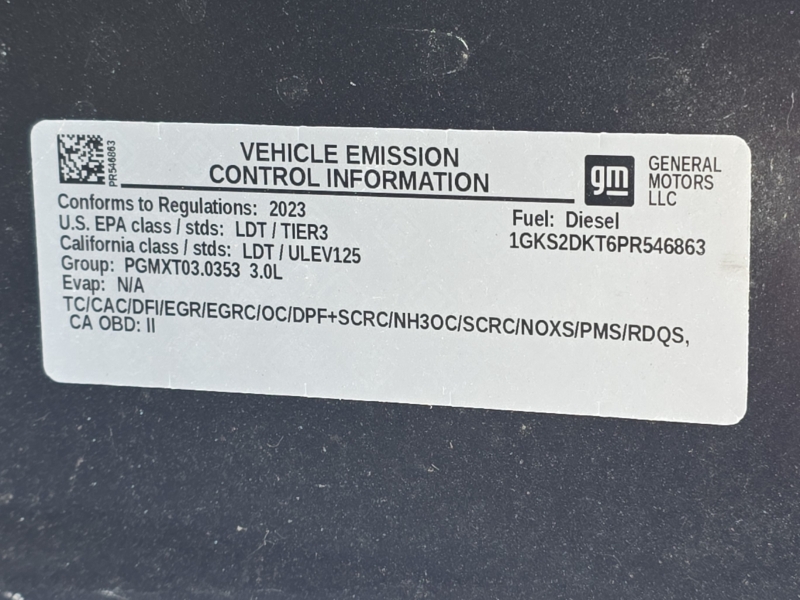 PR546863
VEHICLE EMISSION
CONTROL INFORMATION
gm
GENERAL
MOTORS
LLC
Conforms to Regulations: 2023
U.S. EPA class / stds: LDT / TIER3
California class / stds: LDT / ULEV125
Group: PGMXT03.0353 3.0L
Evap: N/A
Fuel: Diesel
1GKS2DKT6PR546863
TC/CAC/DFI/EGR/EGRC/OC/DPF+SCRC/NH3OC/SCRC/NOXS/PMS/RDQS,
CA OBD: II